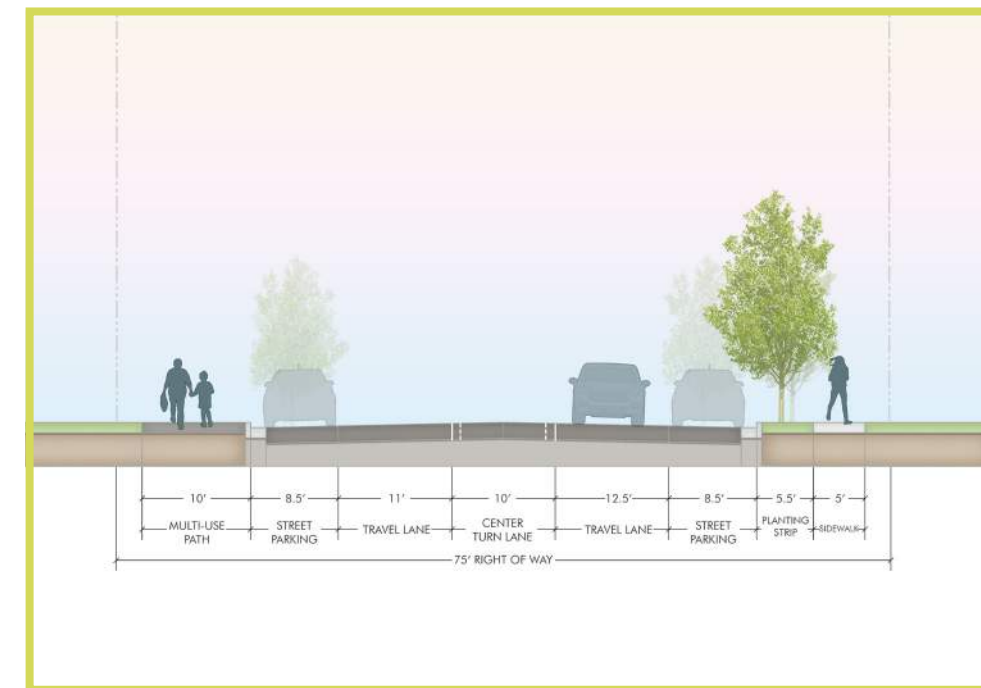 10' 8.5' 11' 10' 12.5' 8.5' 5.5' 5'
MULTI-USE
PATH
STREET
PARKING
TRAVEL LANE
CENTER
TURN LANE
TRAVEL LANE
STREET
PARKING
PLANTING
STRIP
SIDEWALK
75' RIGHT OF WAY